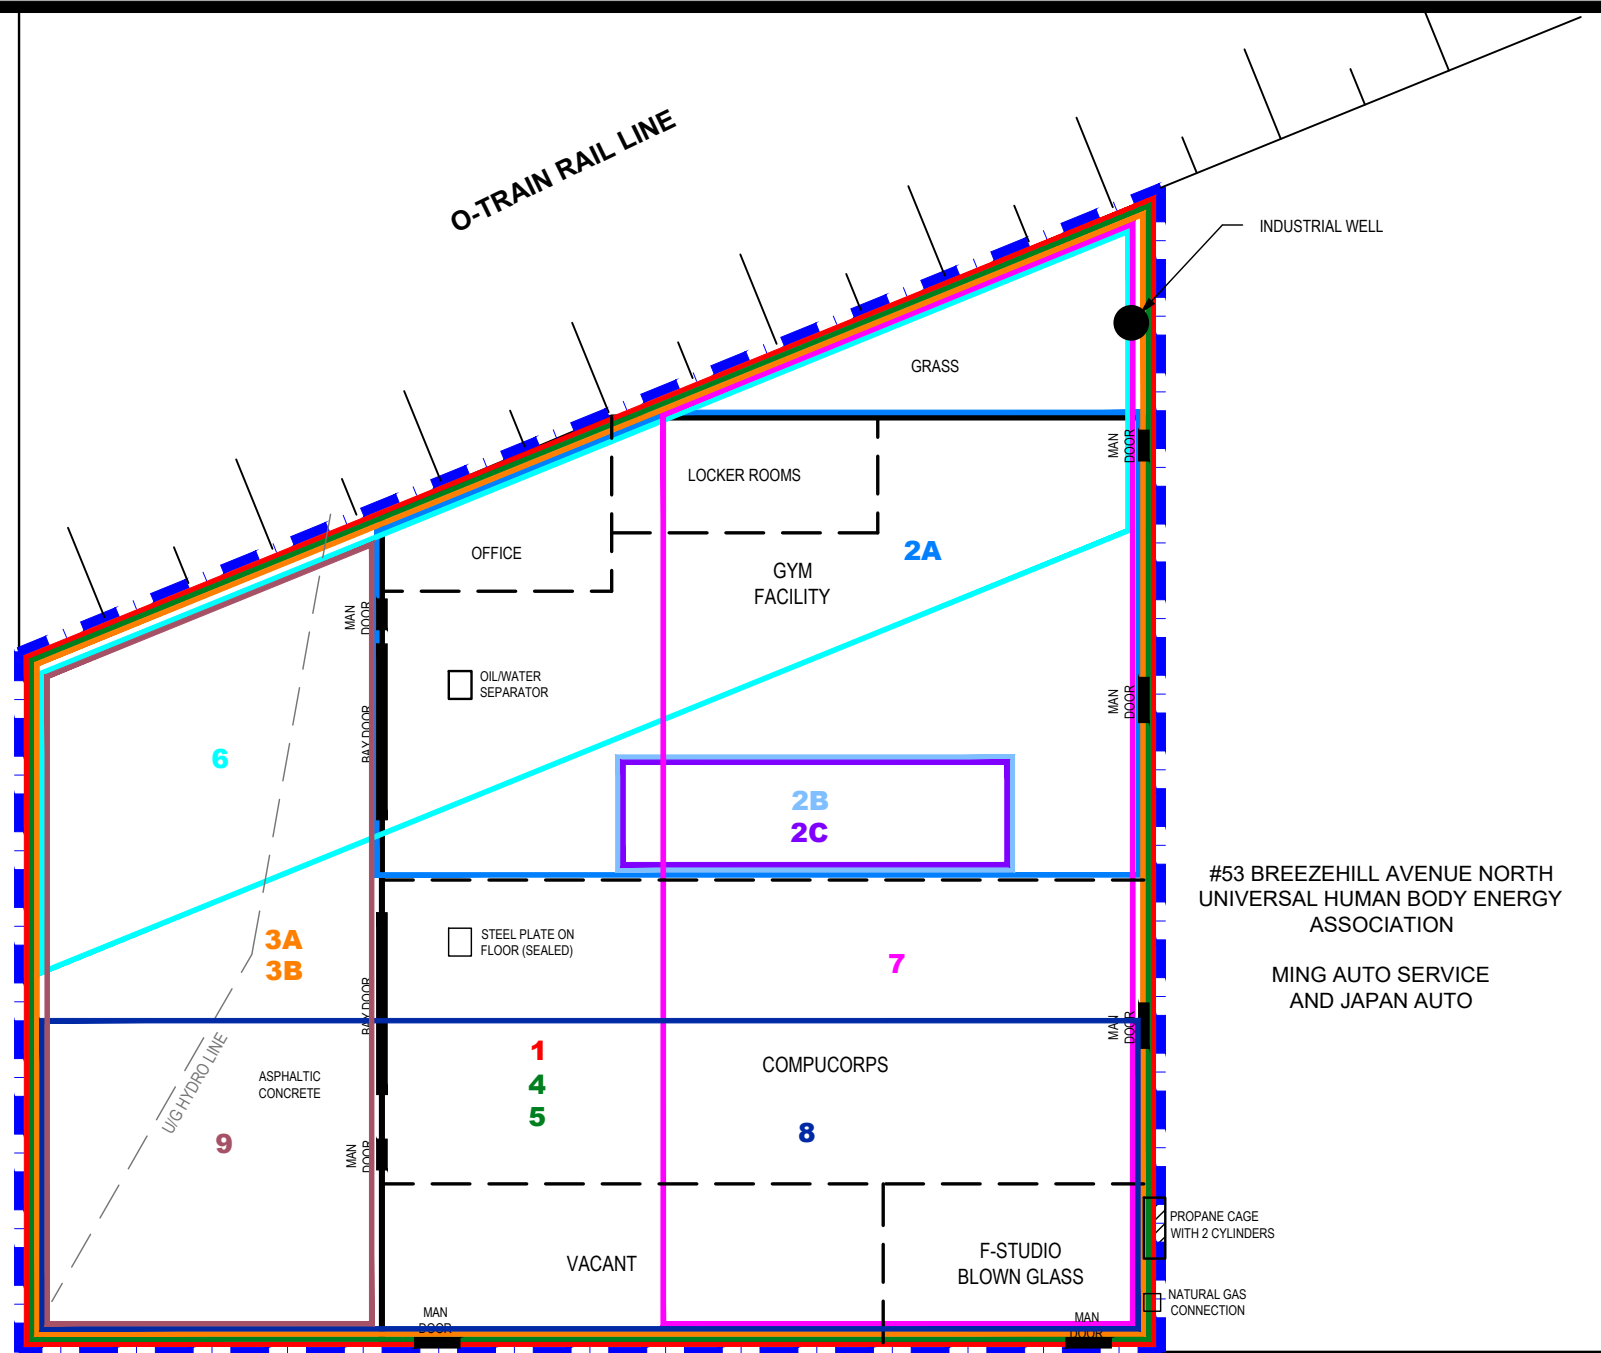 O-TRAIN RAIL LINE
INDUSTRIAL WELL
GRASS
MAN
DOOR
LOCKER ROOMS
OFFICE
2A
GYM
FACILITY
MAN
DOOR
OIL/WATER
SEPARATOR
MAN
DOOR
BAY DOOR
6
2B
2C
#53 BREEZEHILL AVENUE NORTH
UNIVERSAL HUMAN BODY ENERGY
ASSOCIATION
MING AUTO SERVICE
AND JAPAN AUTO
3A
3B
STEEL PLATE ON
FLOOR (SEALED)
7
BAY DOOR
MAN
DOOR
U/G HYDRO LINE
ASPHALTIC
CONCRETE
1
4
5
COMPUCORPS
8
9
MAN
DOOR
PROPANE CAGE
WITH 2 CYLINDERS
VACANT
F-STUDIO
BLOWN GLASS
NATURAL GAS
CONNECTION
MAN
DOOR
MAN
DOOR